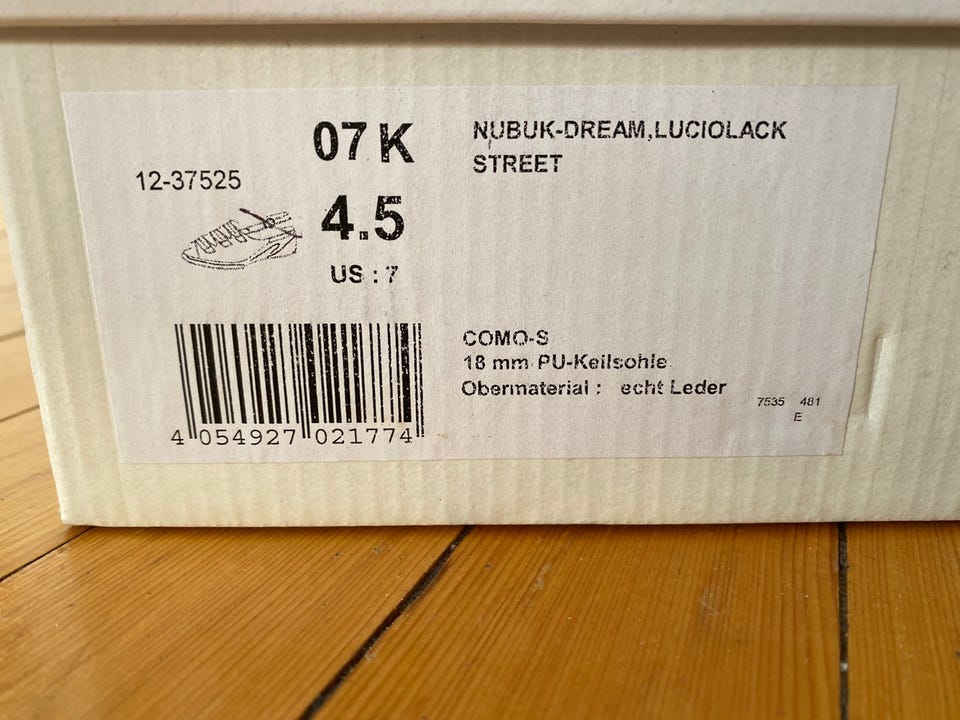 07 K
12-37525
4.5
US : 7
NUBUK-DREAM,LUCIOLACK
STREET
COMO-S
18 mm PU-Keilsohle
Obermaterial : echt Leder
7535 481
E
4 054927 021774